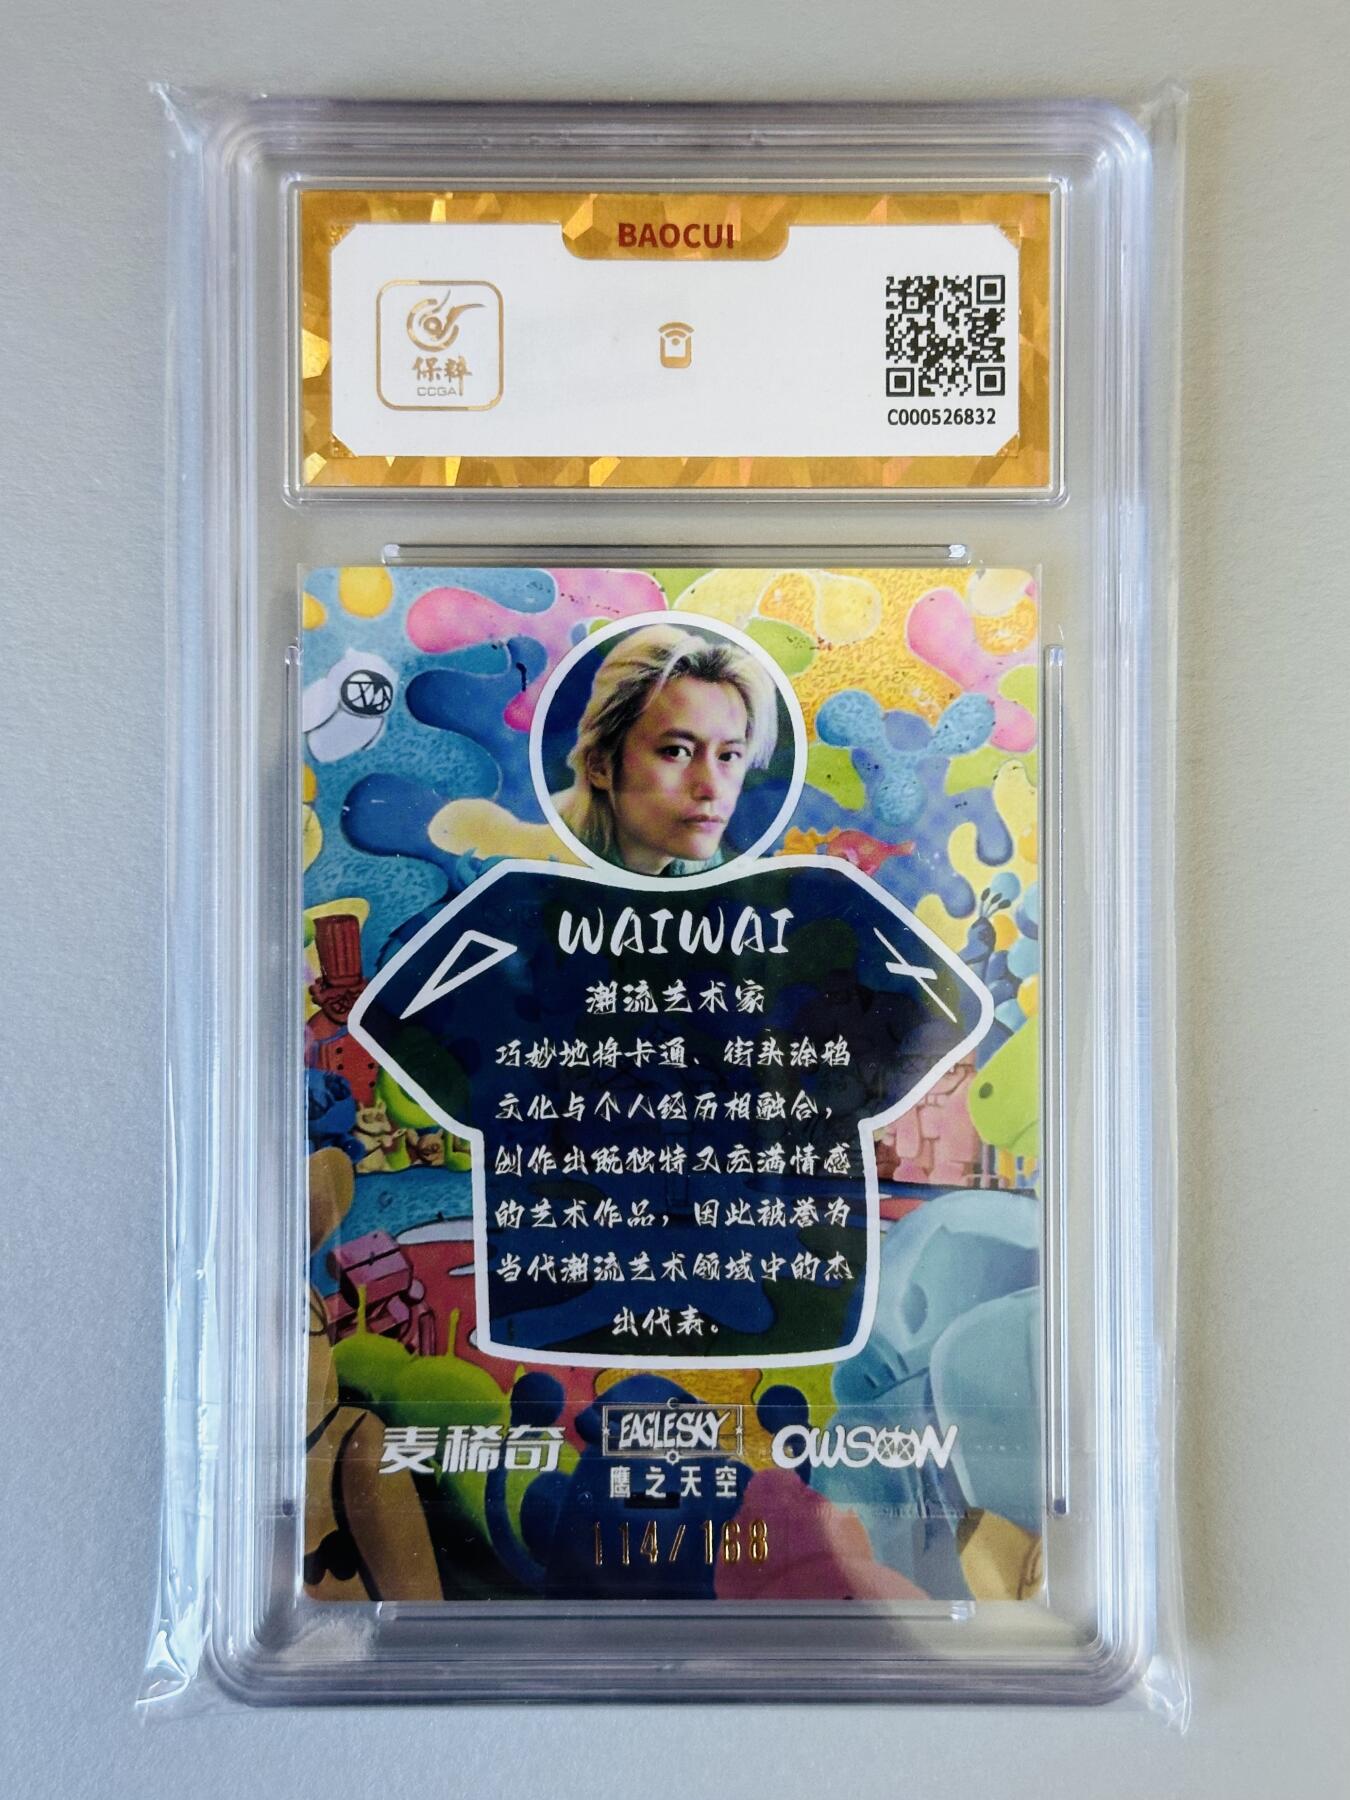 BAOCUI
保粹
CCGA
C000526832
WAIWAI
潮流艺术家
巧妙地将卡通、街头涂鸦
文化与个人经历相融合，
创作出既独特又充满情感
的艺术作品，因此被誉为
当代潮流艺术领域中的杰
出代表。
麦稀奇
EAGLESKY
鹰之天空
OWSON
114/168